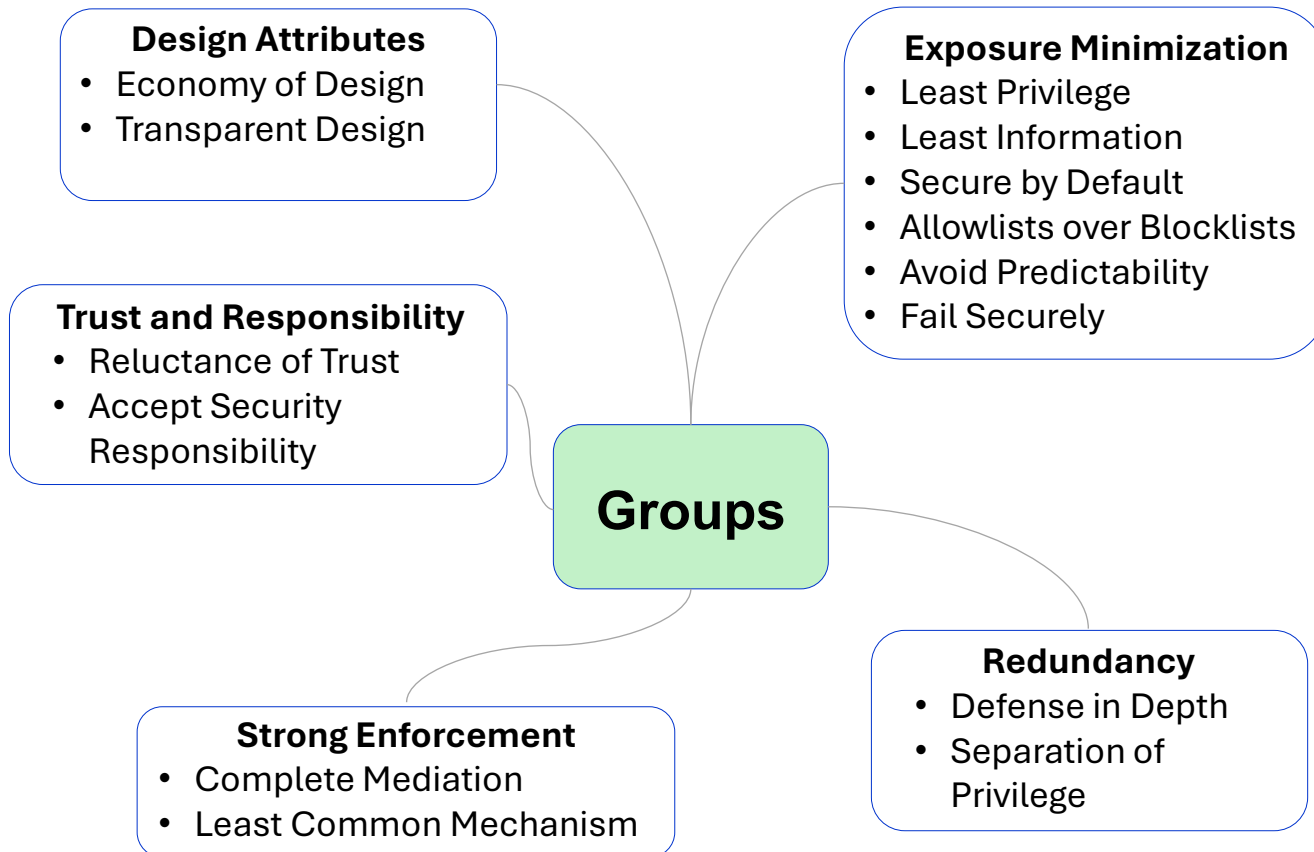 Design Attributes
• Economy of Design
• Transparent Design
Exposure Minimization
• Least Privilege
• Least Information
• Secure by Default
• Allowlists over Blocklists
• Avoid Predictability
• Fail Securely
Trust and Responsibility
• Reluctance of Trust
• Accept Security
Responsibility
Groups
Strong Enforcement
• Complete Mediation
• Least Common Mechanism
Redundancy
• Defense in Depth
• Separation of
Privilege